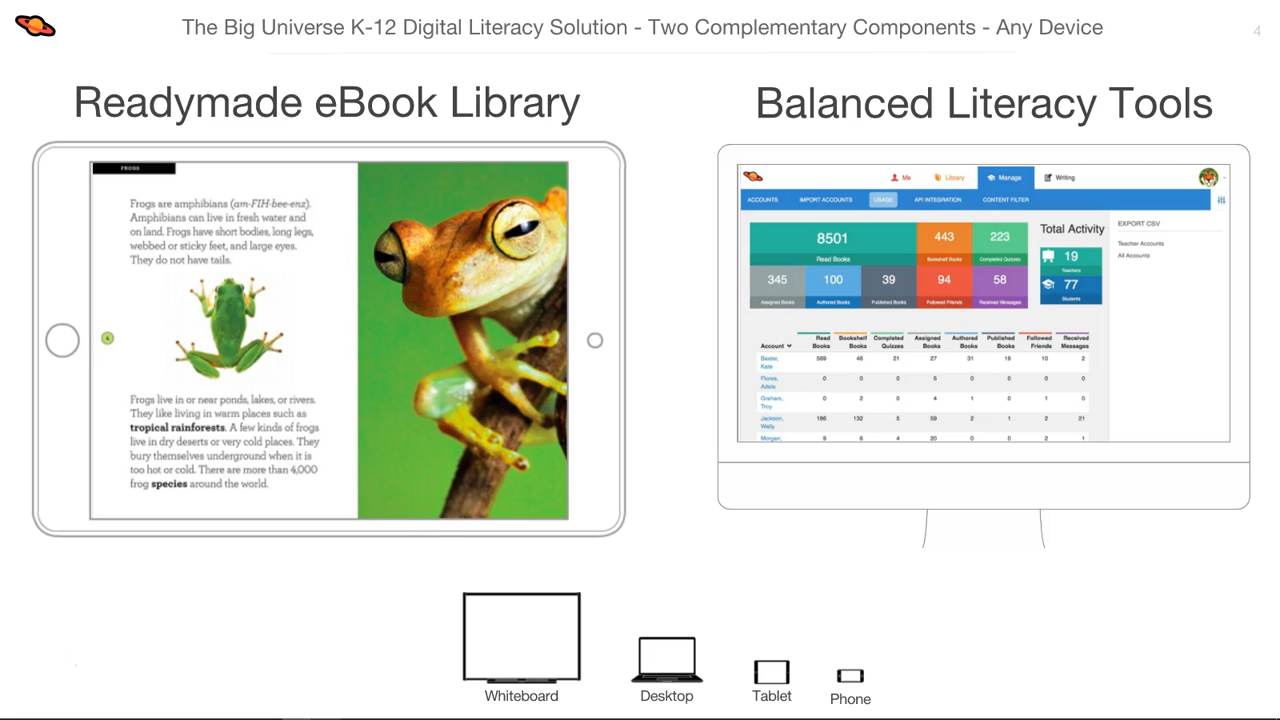 The Big Universe K-12 Digital Literacy Solution - Two Complementary Components - Any Device
4
Readymade eBook Library
Balanced Literacy Tools
FROGS
Frogs are amphibians (am-FIH-bee-enz).
Amphibians can live in fresh water and
on land. Frogs have short bodies, long legs,
webbed or sticky feet, and large eyes.
They do not have tails.
Frogs live in or near ponds, lakes, or rivers.
They like living in warm places such as
tropical rainforests. A few kinds of frogs
live in dry deserts or very cold places. They
bury themselves underground when it is
too hot or cold. There are more than 4,000
frog species around the world.
Me
Library
Manage
Writing
ACCOUNTS
IMPORT ACCOUNTS
USAGE
API INTEGRATION
CONTENT FILTER
8501
Read Books
443
Bookshelf Books
223
Completed Quizzes
345
Assigned Books
100
Authored Books
39
Published Books
94
Followed Friends
58
Received Messages
Total Activity
19
Teachers
77
Students
EXPORT CSV
Teacher Accounts
All Accounts
Account Read Books Bookshelf Books Completed Quizzes Assigned Books Authored Books Published Books Followed Friends Received Messages
Baxter, Kate 569 48 21 27 31 19 10 2
Flores, Adela 0 0 0 5 0 0 0 0
Graham, Troy 0 2 0 4 1 0 1 0
Jackson, Wally 186 132 5 59 2 1 2 21
Morgan, 9 6 4 20 0 0 2 1
Whiteboard
Desktop
Tablet
Phone